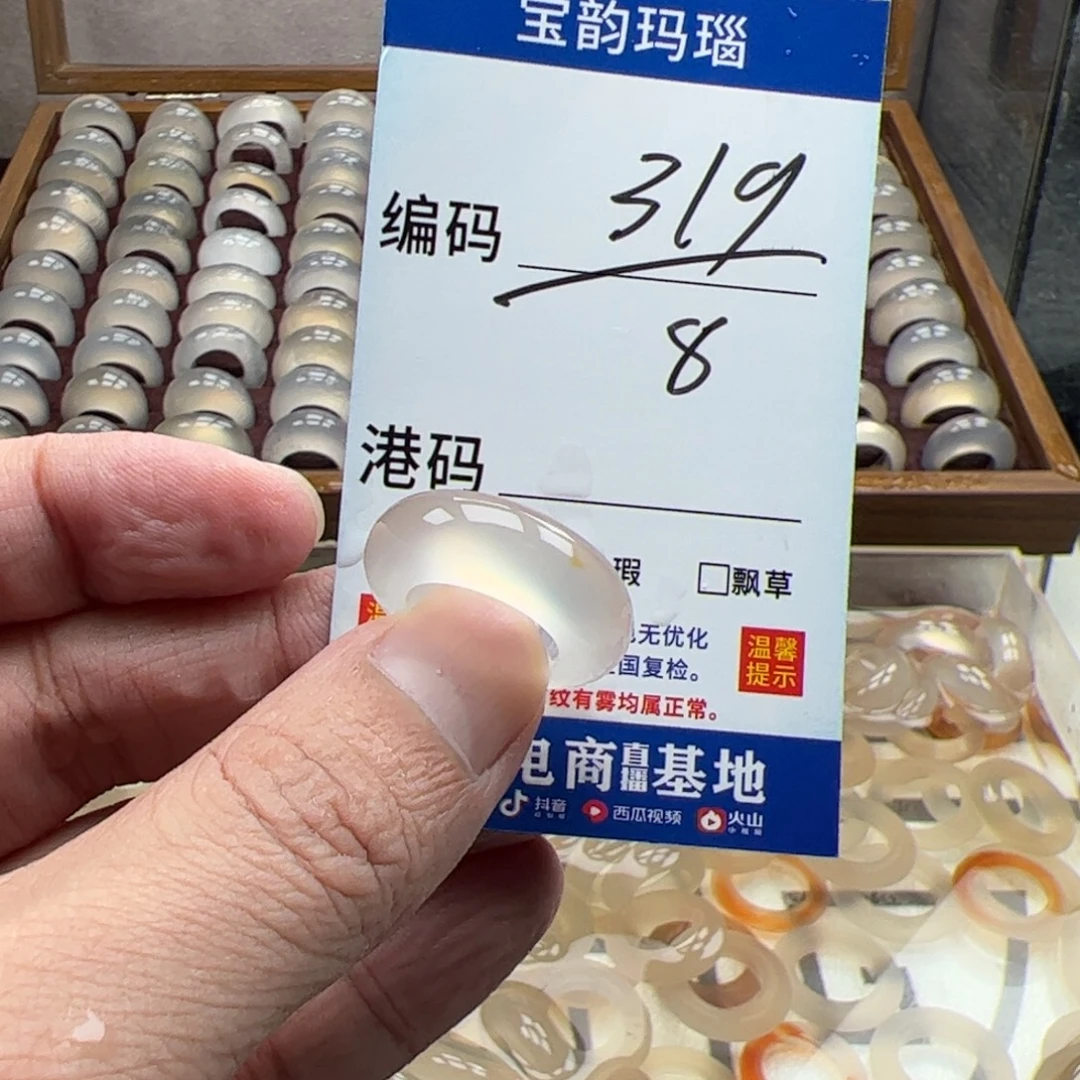 宝韵玛瑙
编码 319
8
港码
瑕 □飘草
无优化
温馨
国复检。
提示
纹有雾均属正常。
电商直播基地
抖音 西瓜视频 火山